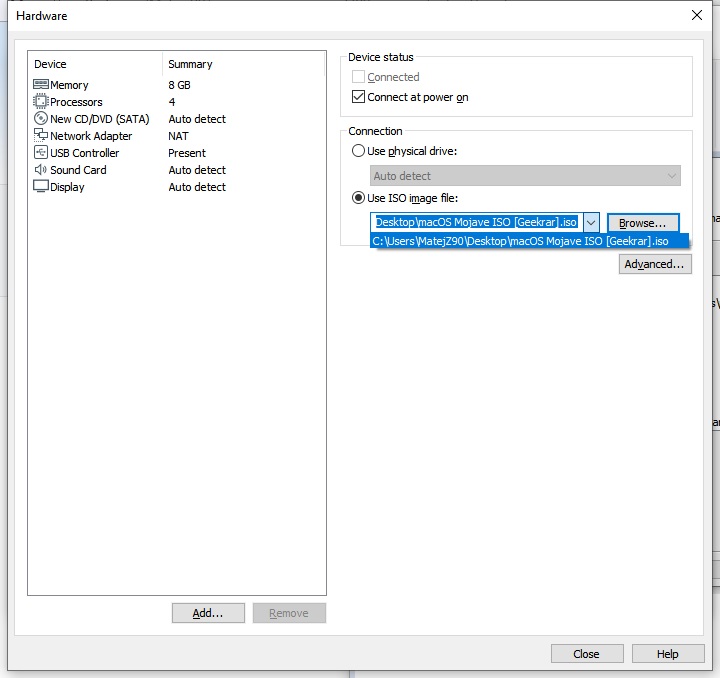 Hardware
Device Summary
Memory 8 GB
Processors 4
New CD/DVD (SATA) Auto detect
Network Adapter NAT
USB Controller Present
Sound Card Auto detect
Display Auto detect
Add...
Remove
Device status
Connected
Connect at power on
Connection
Use physical drive:
Auto detect
Use ISO image file:
Desktop\macOS Mojave ISO [Geekrar].iso
Browse...
C:\Users\MatejZ90\Desktop\macOS Mojave ISO [Geekrar].iso
Advanced...
Close
Help